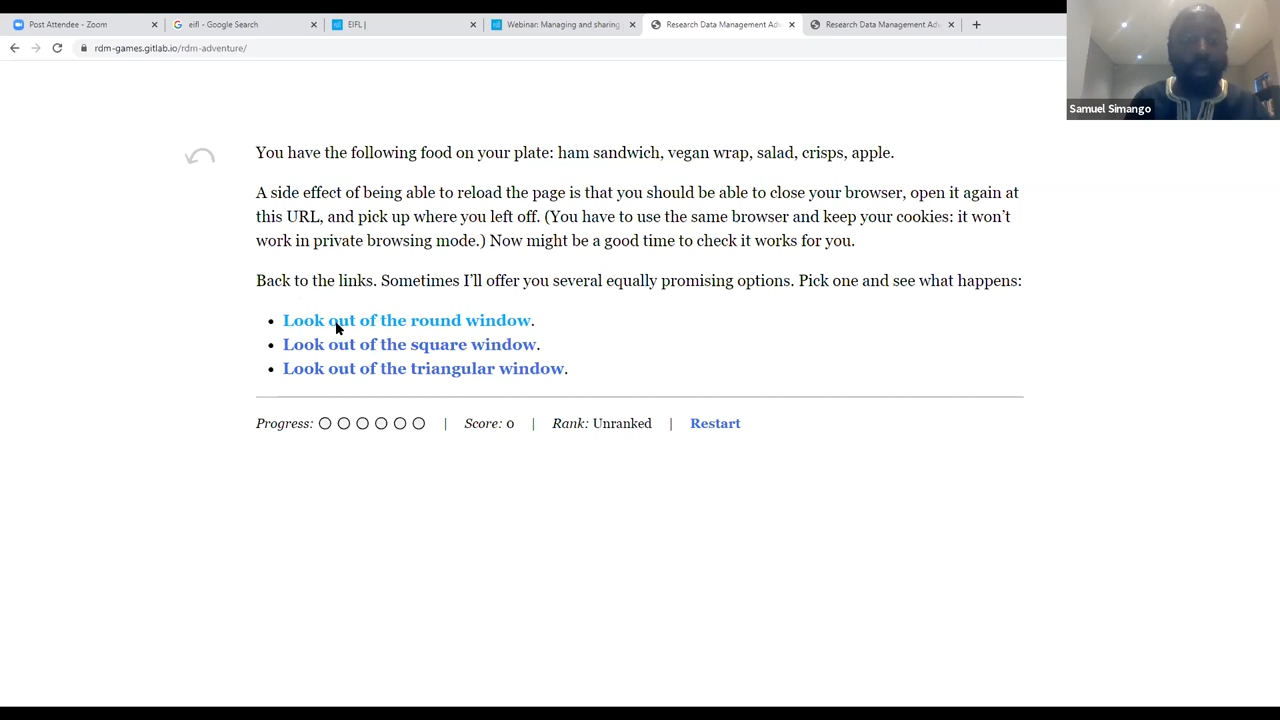 Post Attendee - Zoom
eifl - Google Search
EIFL |
Webinar: Managing and sharing
Research Data Management Adv
Research Data Management Adv
rdm-games.gitlab.io/rdm-adventure/
Samuel Simango
You have the following food on your plate: ham sandwich, vegan wrap, salad, crisps, apple.
A side effect of being able to reload the page is that you should be able to close your browser, open it again at
this URL, and pick up where you left off. (You have to use the same browser and keep your cookies: it won't
work in private browsing mode.) Now might be a good time to check it works for you.
Back to the links. Sometimes I'll offer you several equally promising options. Pick one and see what happens:
• Look out of the round window.
• Look out of the square window.
• Look out of the triangular window.
Progress: | Score: 0 | Rank: Unranked | Restart